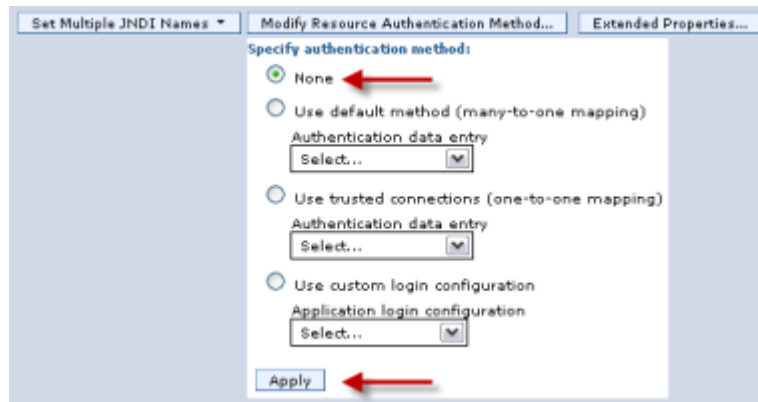 Set Multiple JNDI Names Modify Resource Authentication Method... Extended Properties...
Specify authentication method:
None
Use default method (many-to-one mapping)
Authentication data entry
Select...
Use trusted connections (one-to-one mapping)
Authentication data entry
Select...
Use custom login configuration
Application login configuration
Select...
Apply